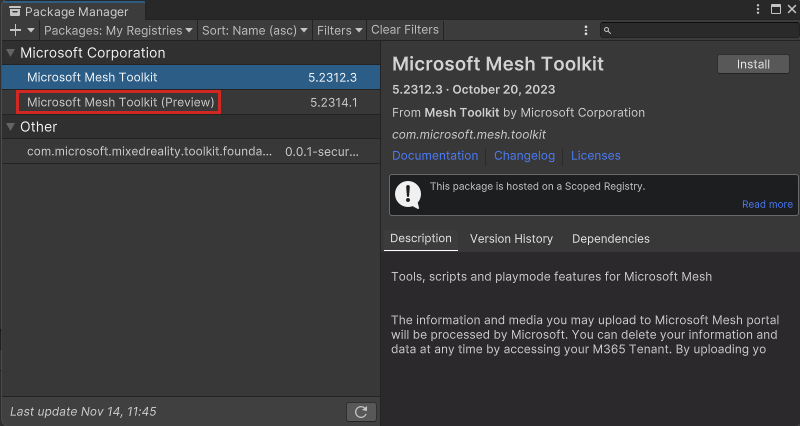 Package Manager
Packages: My Registries Sort: Name (asc) Filters Clear Filters
Microsoft Corporation
Microsoft Mesh Toolkit 5.2312.3
Microsoft Mesh Toolkit (Preview) 5.2314.1
Other
com.microsoft.mixedreality.toolkit.founda... 0.0.1-secur...
Last update Nov 14, 11:45
Microsoft Mesh Toolkit Install
5.2312.3 · October 20, 2023
From Mesh Toolkit by Microsoft Corporation
com.microsoft.mesh.toolkit
Documentation Changelog Licenses
This package is hosted on a Scoped Registry.
Read more
Description Version History Dependencies
Tools, scripts and playmode features for Microsoft Mesh
The information and media you may upload to Microsoft Mesh portal
will be processed by Microsoft. You can delete your information and
data at any time by accessing your M365 Tenant. By uploading yo